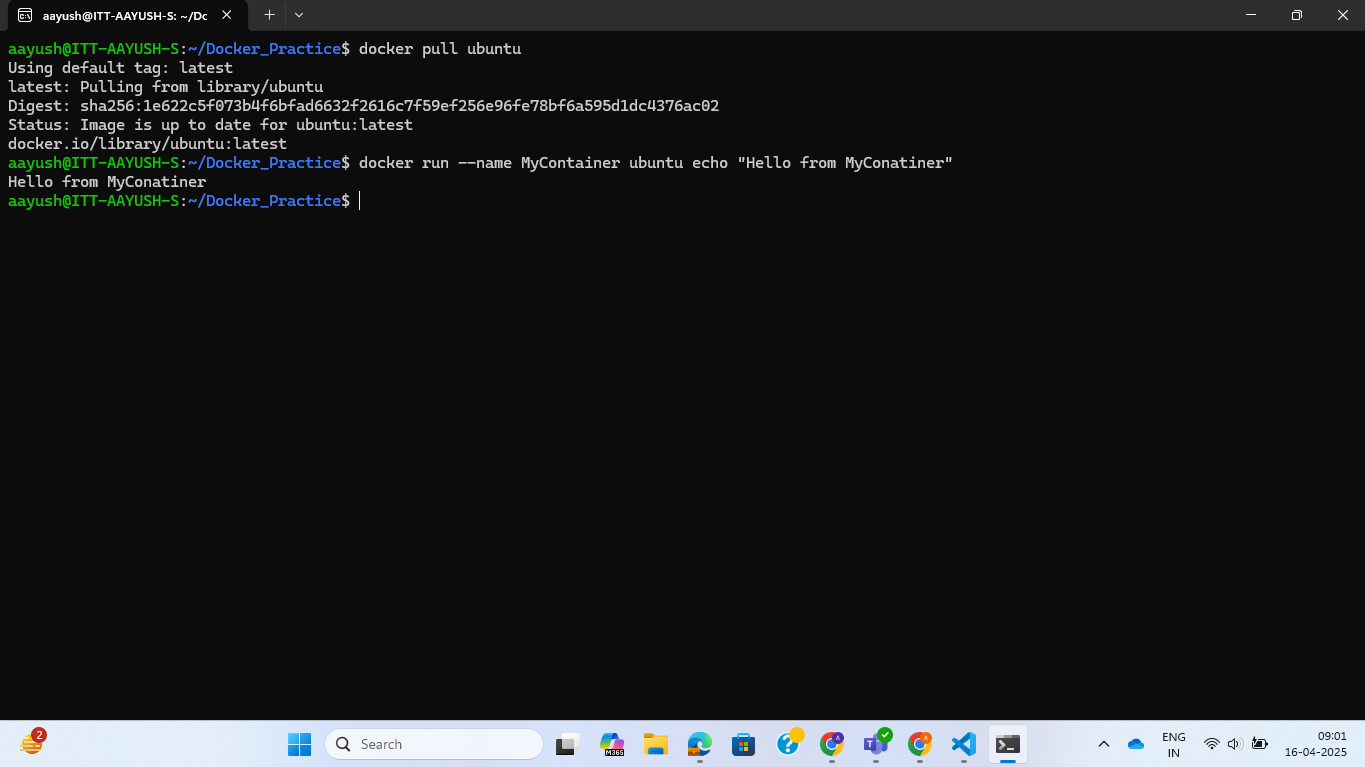 aayush@ITT-AAYUSH-S: ~/Dc
aayush@ITT-AAYUSH-S:~/Docker_Practice$ docker pull ubuntu
Using default tag: latest
latest: Pulling from library/ubuntu
Digest: sha256:1e622c5f073b4f6bfad6632f2616c7f59ef256e96fe78bf6a595d1dc4376ac02
Status: Image is up to date for ubuntu:latest
docker.io/library/ubuntu:latest
aayush@ITT-AAYUSH-S:~/Docker_Practice$ docker run --name MyContainer ubuntu echo "Hello from MyConatiner"
Hello from MyConatiner
aayush@ITT-AAYUSH-S:~/Docker_Practice$
2
Search
M365
ENG
IN
09:01
16-04-2025